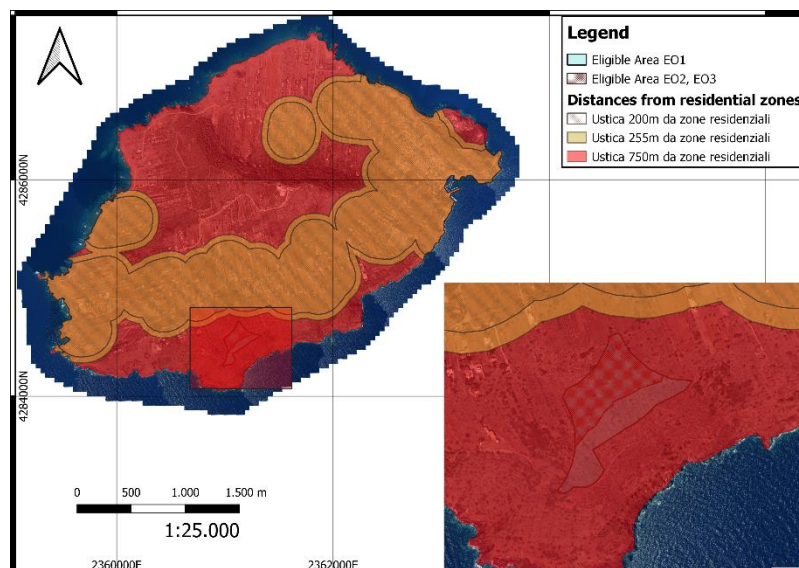 Legend
Eligible Area EO1
Eligible Area EO2, EO3
Distances from residential zones
Ustica 200m da zone residenziali
Ustica 255m da zone residenziali
Ustica 750m da zone residenziali
4286000N
4284000N
0 500 1.000 1.500 m
1:25.000
2360000E 2362000E